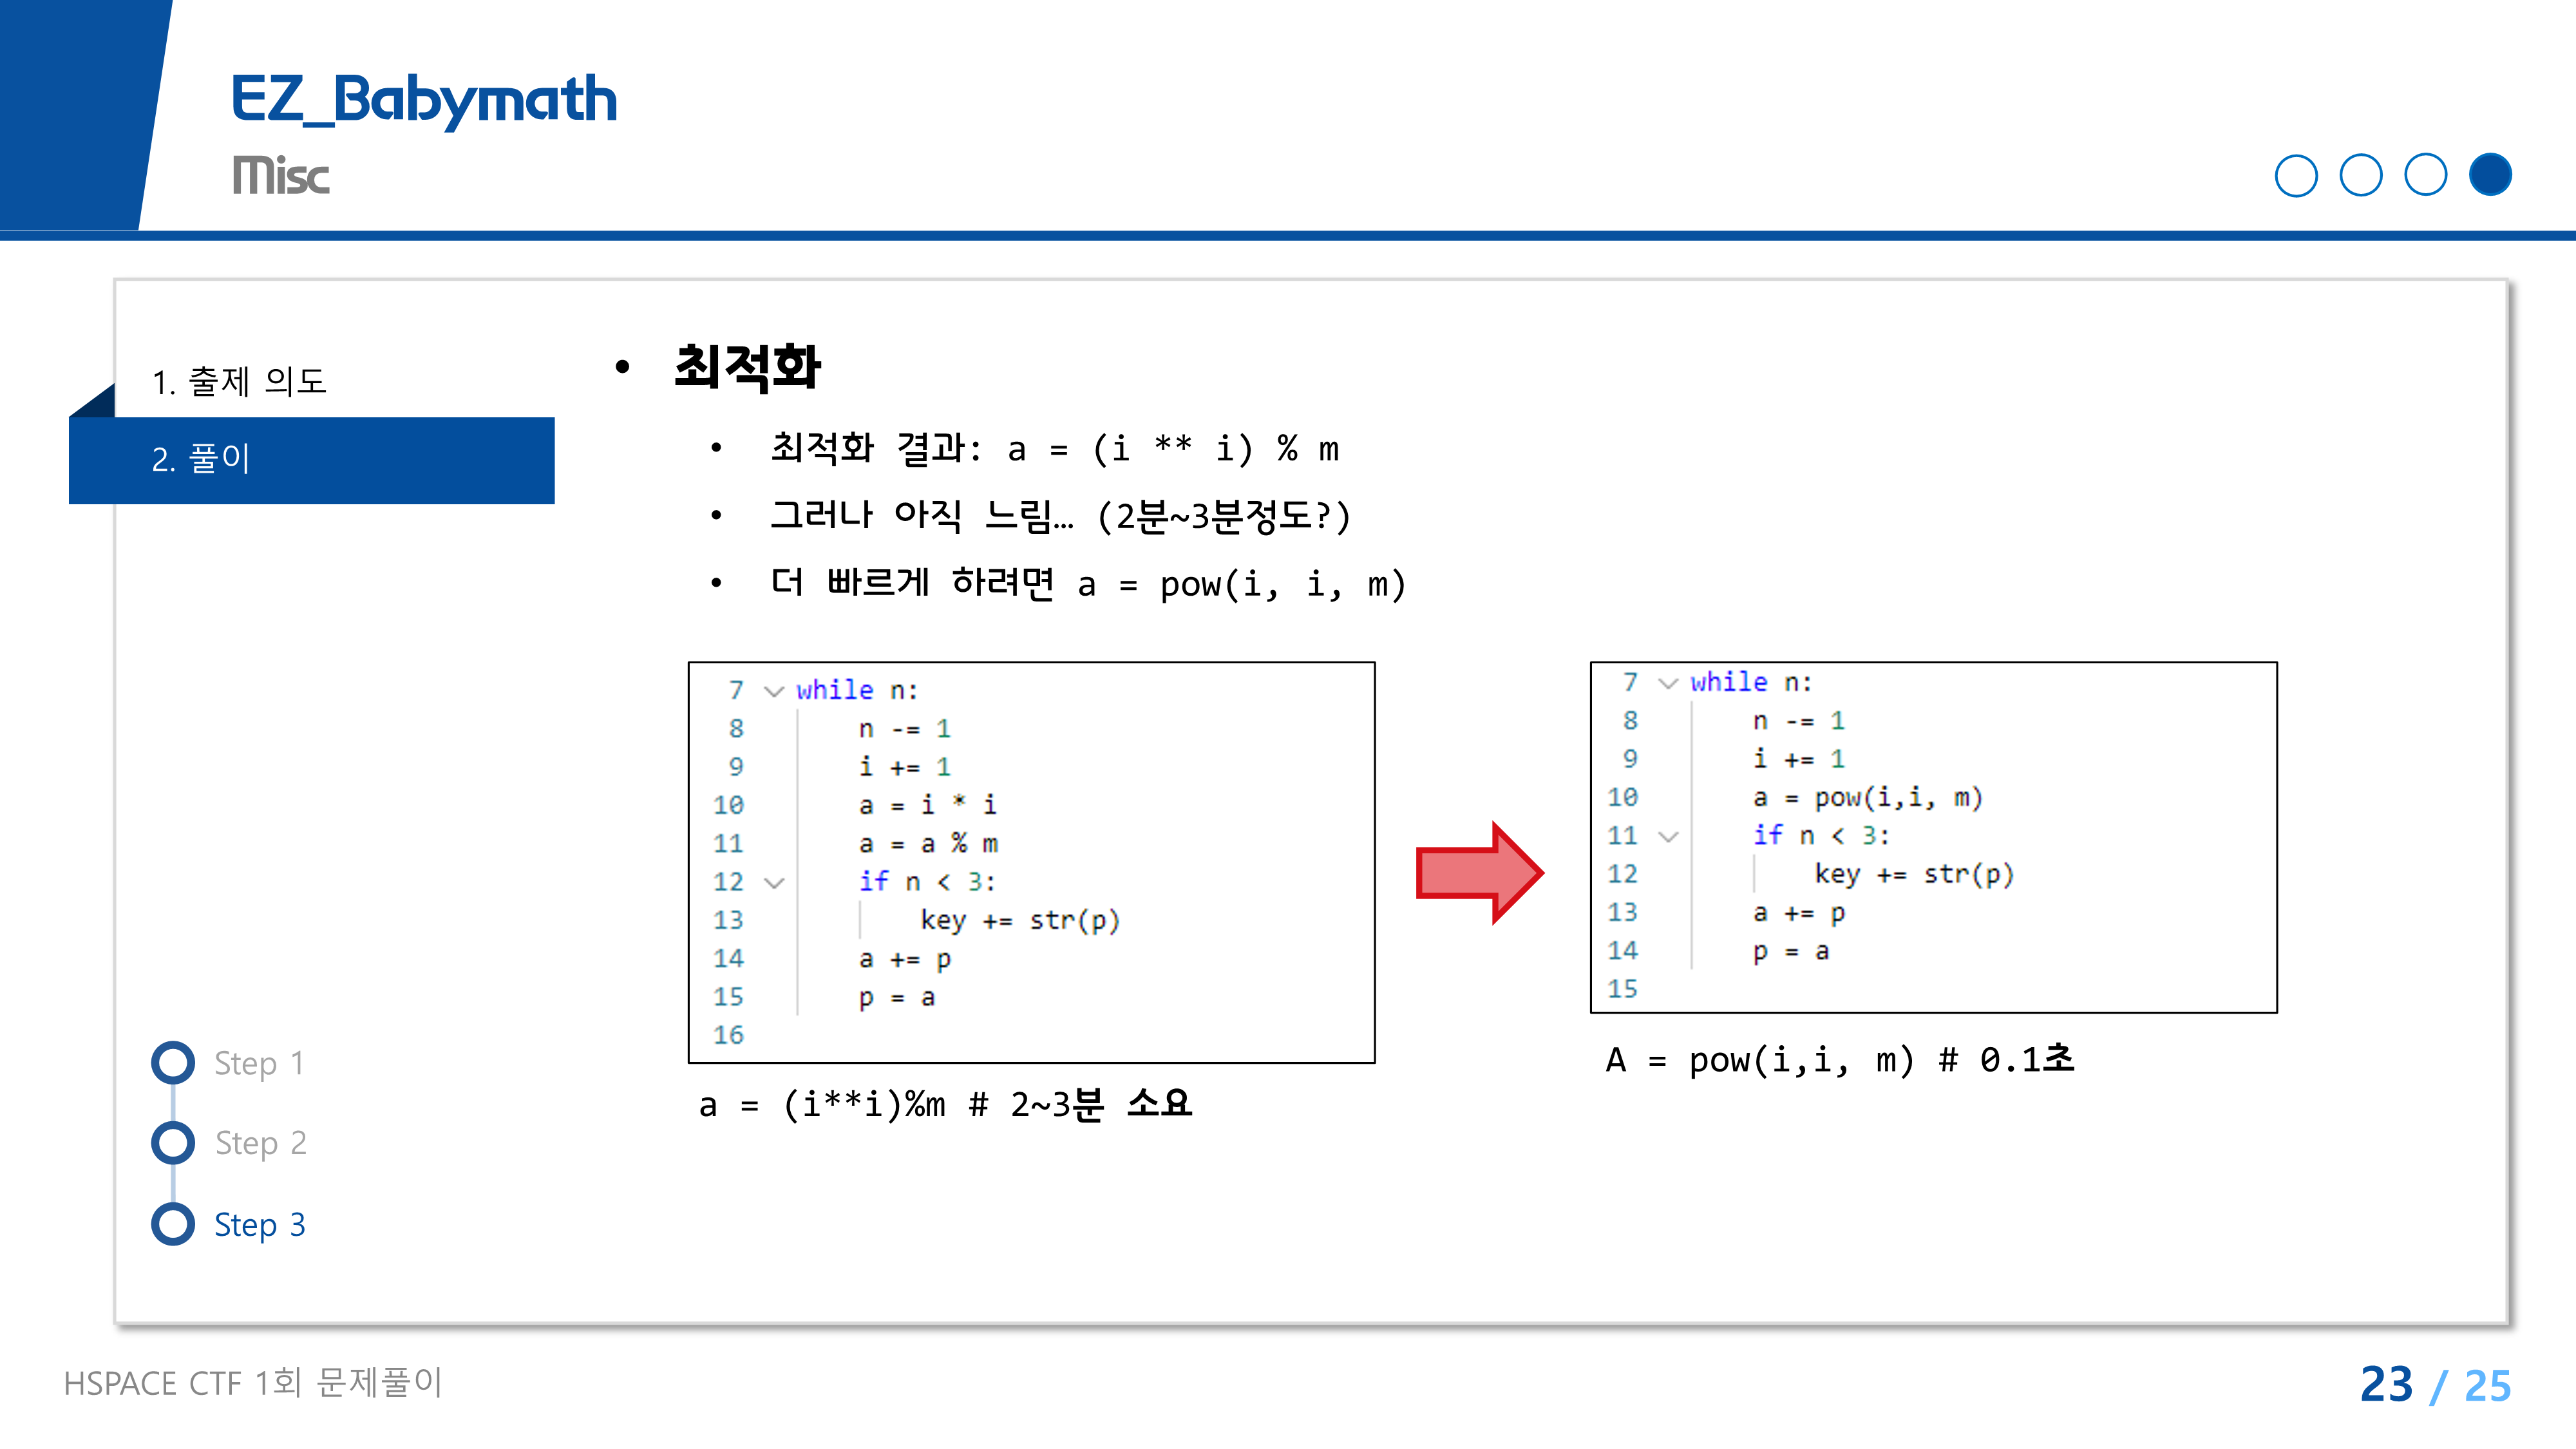 EZ_Babymath
Misc
1. 출제 의도
2. 풀이
• 최적화
• 최적화 결과: a = (i ** i) % m
• 그러나 아직 느림… (2분~3분정도?)
• 더 빠르게 하려면 a = pow(i, i, m)
7 while n:
8 n -= 1
9 i += 1
10 a = i * i
11 a = a % m
12 if n < 3:
13 key += str(p)
14 a += p
15 p = a
16
a = (i**i)%m # 2~3분 소요
7 while n:
8 n -= 1
9 i += 1
10 a = pow(i,i, m)
11 if n < 3:
12 key += str(p)
13 a += p
14 p = a
15
A = pow(i,i, m) # 0.1초
Step 1
Step 2
Step 3
HSPACE CTF 1회 문제풀이
23 / 25